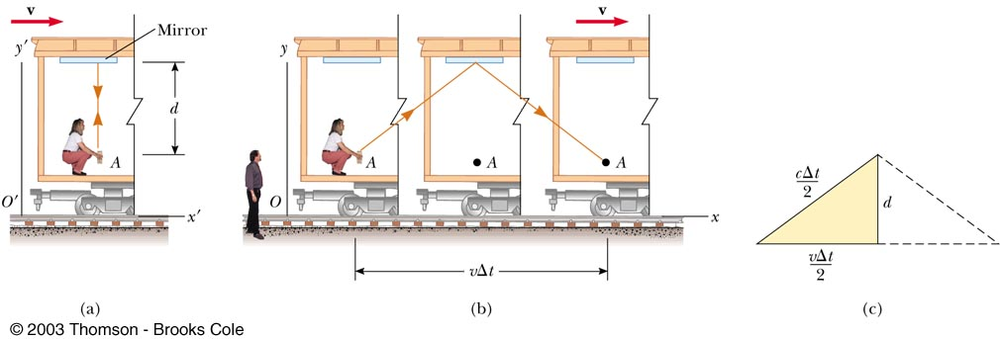 v
y′
Mirror
d
A
O′
x′
(a)
v
y
A
A
A
O
x
vΔt
(b)
cΔt
2
d
vΔt
2
(c)
© 2003 Thomson - Brooks Cole